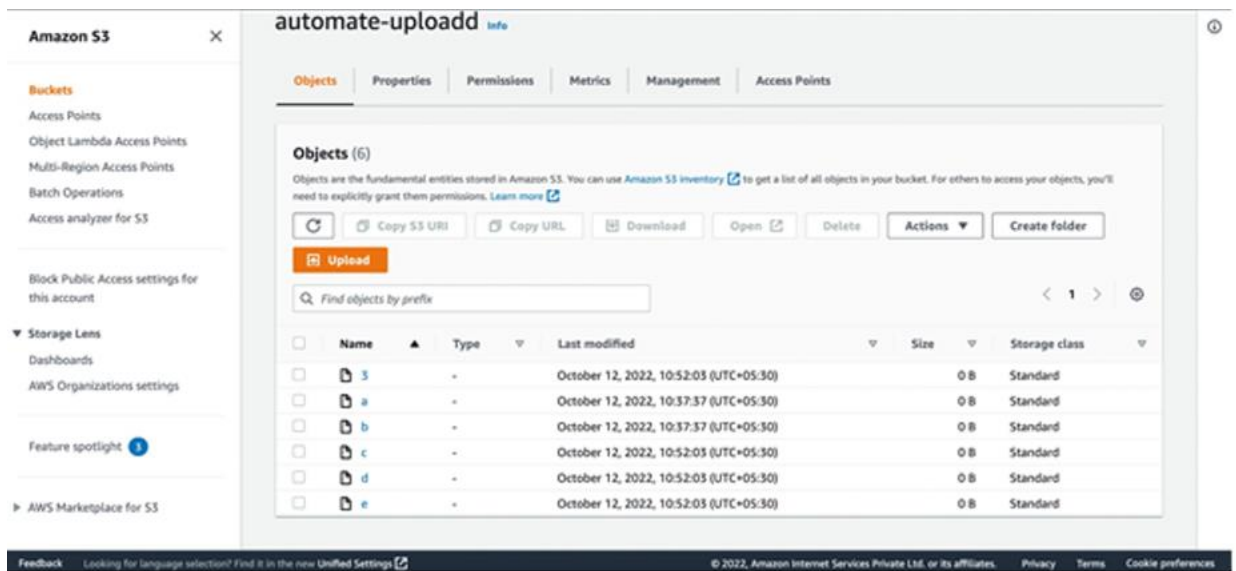 Amazon S3
Buckets
Access Points
Object Lambda Access Points
Multi-Region Access Points
Batch Operations
Access analyzer for S3
Block Public Access settings for
this account
Storage Lens
Dashboards
AWS Organizations settings
Feature spotlight 3
AWS Marketplace for S3
automate-uploadd Info
Objects Properties Permissions Metrics Management Access Points
Objects (6)
Objects are the fundamental entities stored in Amazon S3. You can use Amazon S3 inventory to get a list of all objects in your bucket. For others to access your objects, you'll
need to explicitly grant them permissions. Learn more
Copy S3 URI Copy URL Download Open Delete Actions Create folder
Upload
Find objects by prefix
1
Name Type Last modified Size Storage class
3 - October 12, 2022, 10:52:03 (UTC+05:30) 0 B Standard
a - October 12, 2022, 10:37:37 (UTC+05:30) 0 B Standard
b - October 12, 2022, 10:37:37 (UTC+05:30) 0 B Standard
c - October 12, 2022, 10:52:03 (UTC+05:30) 0 B Standard
d - October 12, 2022, 10:52:03 (UTC+05:30) 0 B Standard
e - October 12, 2022, 10:52:03 (UTC+05:30) 0 B Standard
Feedback Looking for language selection? Find it in the new Unified Settings © 2022, Amazon Internet Services Private Ltd. or its affiliates. Privacy Terms Cookie preferences